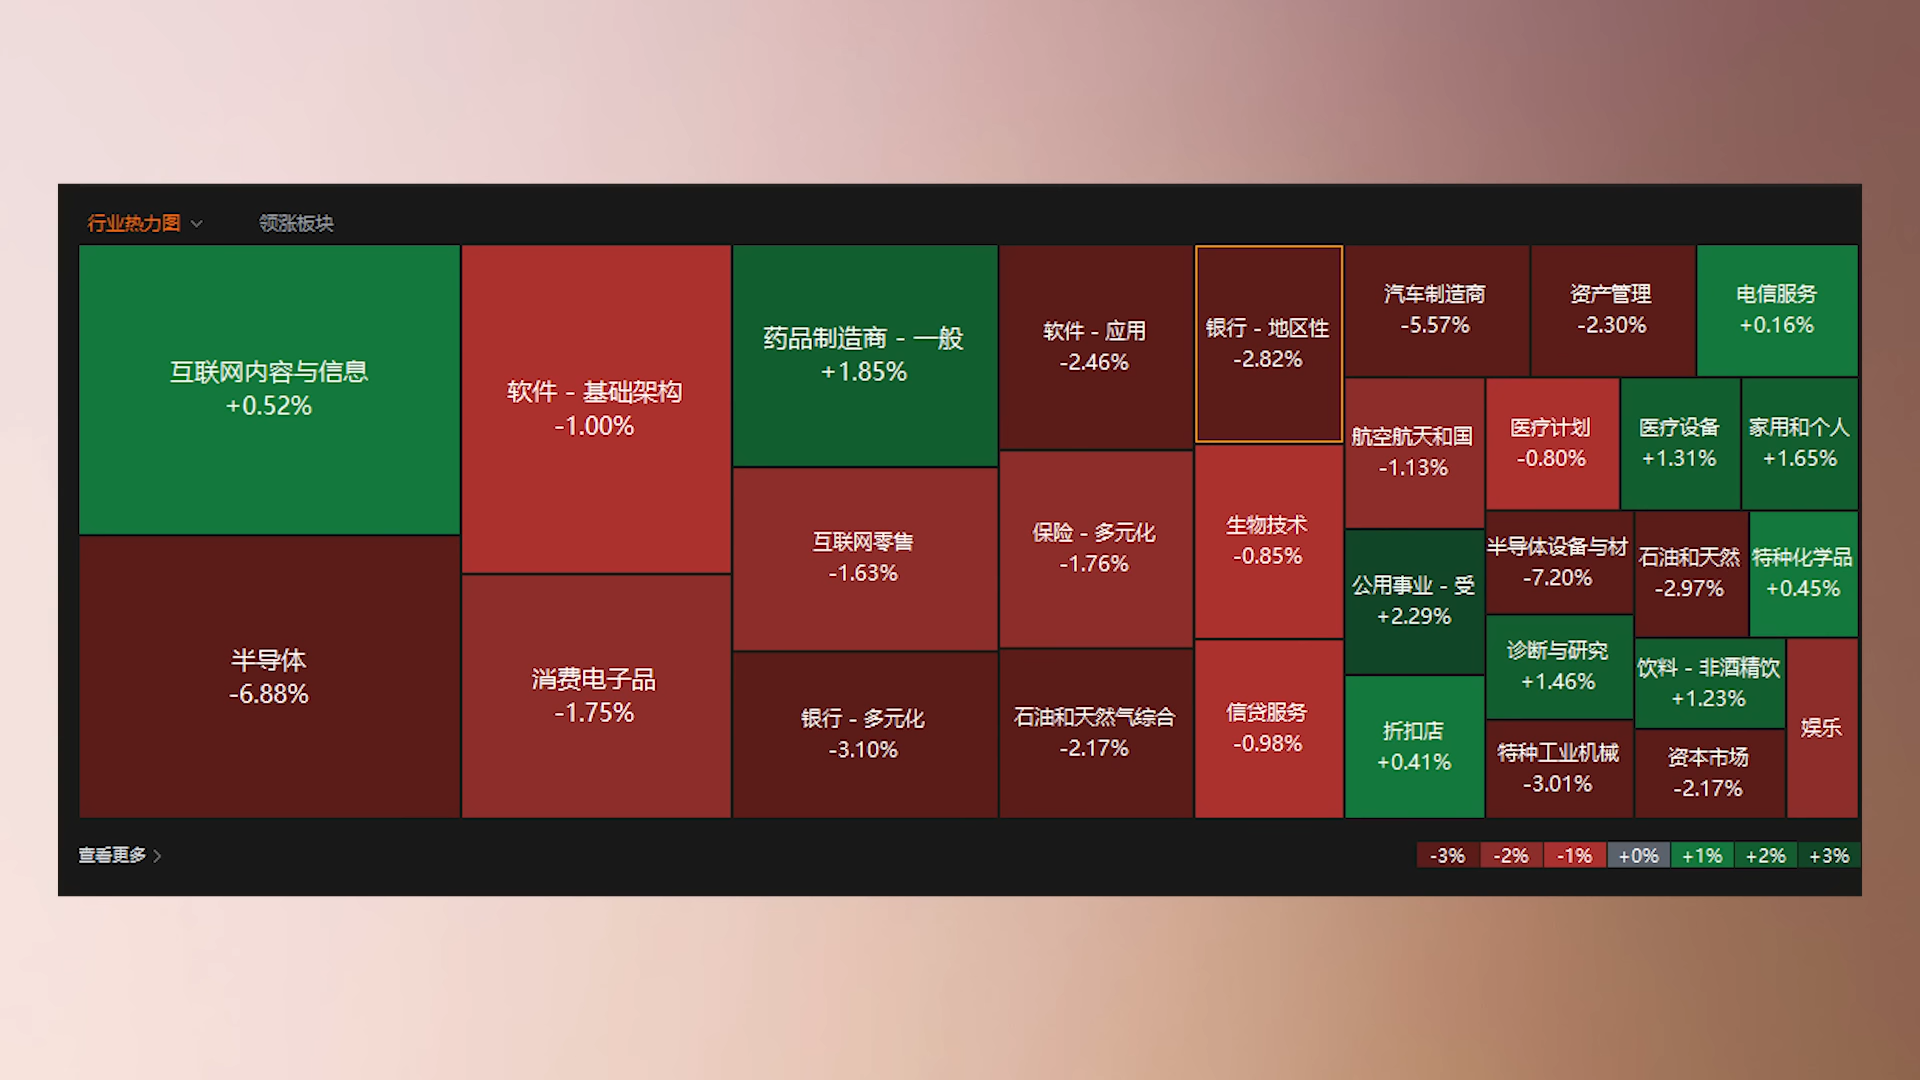 行业热力图
领涨板块
互联网内容与信息
+0.52%
半导体
-6.88%
软件 - 基础架构
-1.00%
消费电子品
-1.75%
药品制造商 - 一般
+1.85%
互联网零售
-1.63%
银行 - 多元化
-3.10%
软件 - 应用
-2.46%
保险 - 多元化
-1.76%
石油和天然气综合
-2.17%
银行 - 地区性
-2.82%
生物技术
-0.85%
信贷服务
-0.98%
汽车制造商
-5.57%
资产管理
-2.30%
电信服务
+0.16%
航空航天和国
-1.13%
公用事业 - 受
+2.29%
折扣店
+0.41%
医疗计划
-0.80%
医疗设备
+1.31%
家用和个人
+1.65%
半导体设备与材
-7.20%
石油和天然
-2.97%
特种化学品
+0.45%
诊断与研究
+1.46%
饮料 - 非酒精饮
+1.23%
特种工业机械
-3.01%
资本市场
-2.17%
娱乐
查看更多
-3% -2% -1% +0% +1% +2% +3%